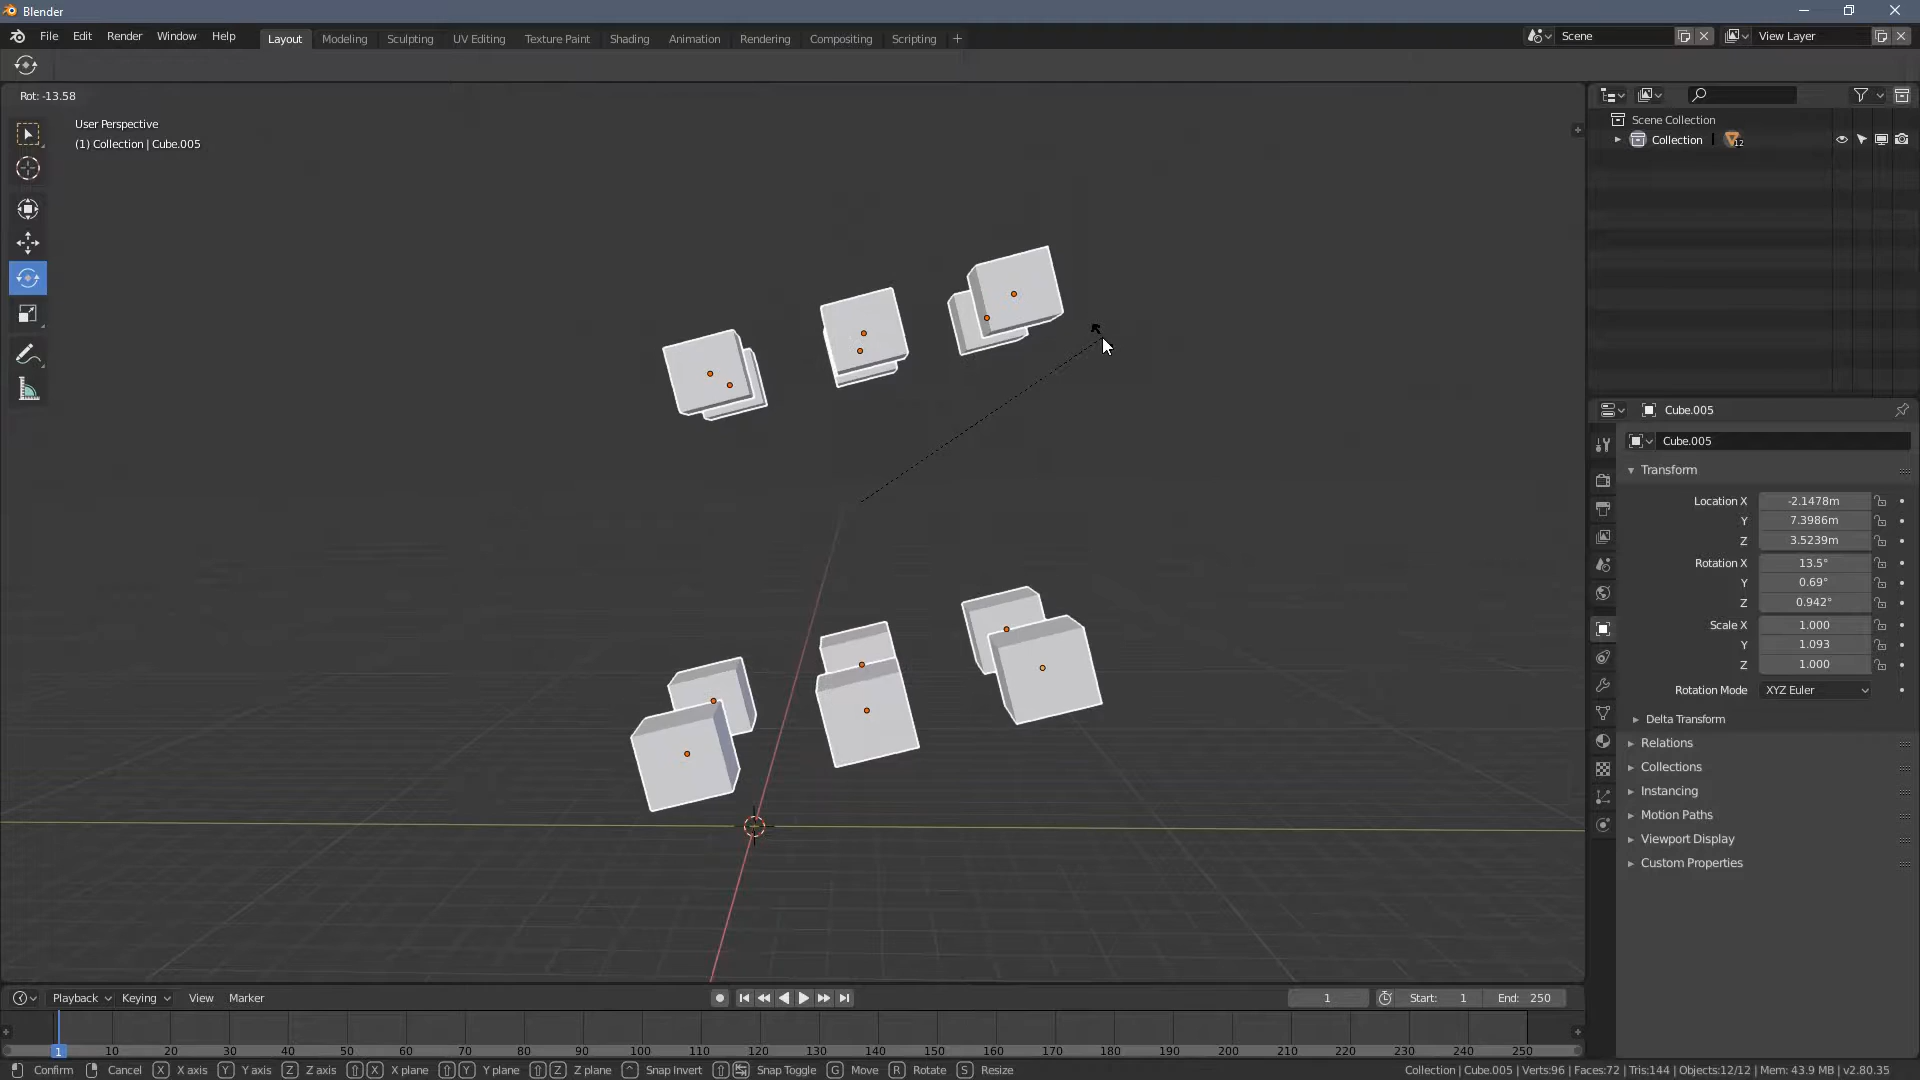 Blender
File Edit Render Window Help Layout Modeling Sculpting UV Editing Texture Paint Shading Animation Rendering Compositing Scripting + Scene View Layer
Rot: -13.58
User Perspective
(1) Collection | Cube.005
Scene Collection
Collection 12
Cube.005
Cube.005
Transform
Location X -2.1478m
Y 7.3986m
Z 3.5239m
Rotation X 13.5°
Y 0.69°
Z 0.942°
Scale X 1.000
Y 1.093
Z 1.000
Rotation Mode XYZ Euler
Delta Transform
Relations
Collections
Instancing
Motion Paths
Viewport Display
Custom Properties
Playback Keying View Marker 1 Start: 1 End: 250
1 10 20 30 40 50 60 70 80 90 100 110 120 130 140 150 160 170 180 190 200 210 220 230 240 250
Confirm Cancel X X axis Y Y axis Z Z axis X X plane Y Y plane Z Z plane Snap Invert Snap Toggle G Move R Rotate S Resize Collection | Cube.005 | Verts:96 | Faces:72 | Tris:144 | Objects:12/12 | Mem: 43.9 MB | v2.80.35